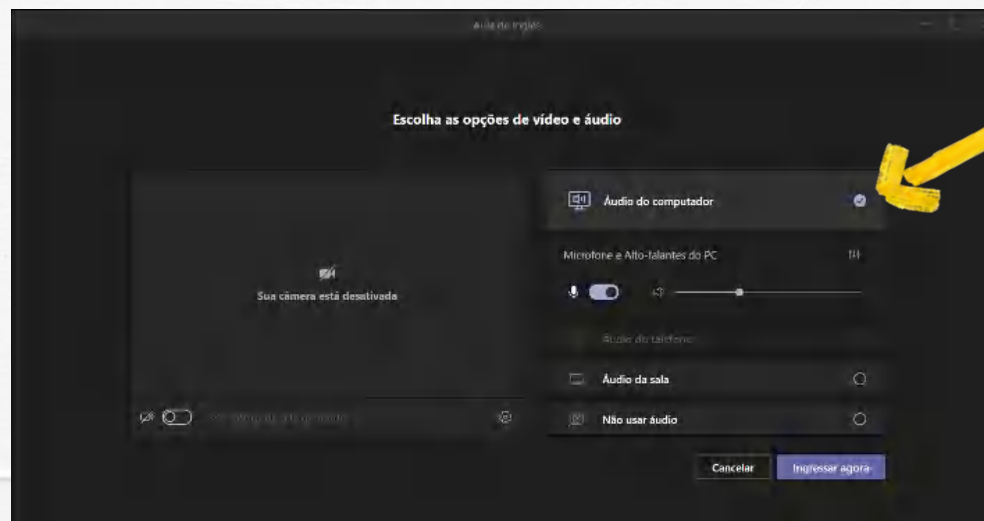 Aula de Inglês
Escolha as opções de vídeo e áudio
Áudio do computador
Microfone e Alto-falantes do PC
Sua câmera está desativada
Áudio do telefone
Áudio da sala
Não usar áudio
Cancelar
Ingressar agora